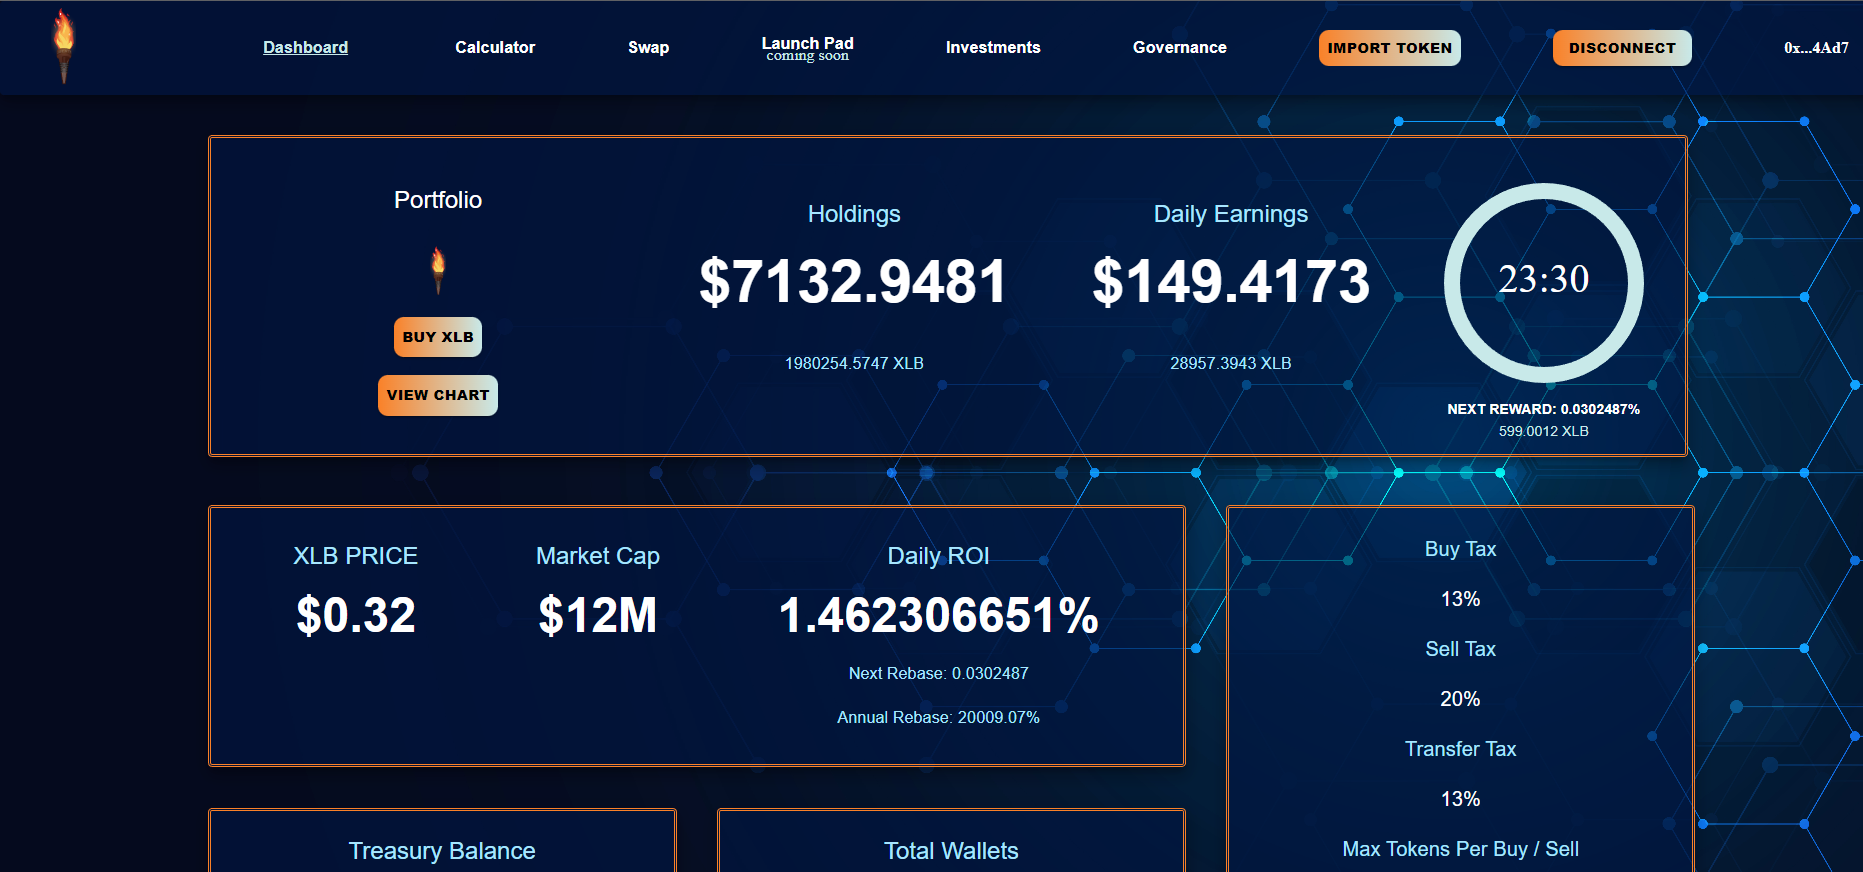 Dashboard
Calculator
Swap
Launch Pad
coming soon
Investments
Governance
IMPORT TOKEN
DISCONNECT
0x...4Ad7
Portfolio
BUY XLB
VIEW CHART
Holdings
$7132.9481
1980254.5747 XLB
Daily Earnings
$149.4173
28957.3943 XLB
23:30
NEXT REWARD: 0.0302487%
599.0012 XLB
XLB PRICE
$0.32
Market Cap
$12M
Daily ROI
1.462306651%
Next Rebase: 0.0302487
Annual Rebase: 20009.07%
Buy Tax
13%
Sell Tax
20%
Transfer Tax
13%
Max Tokens Per Buy / Sell
Treasury Balance
Total Wallets